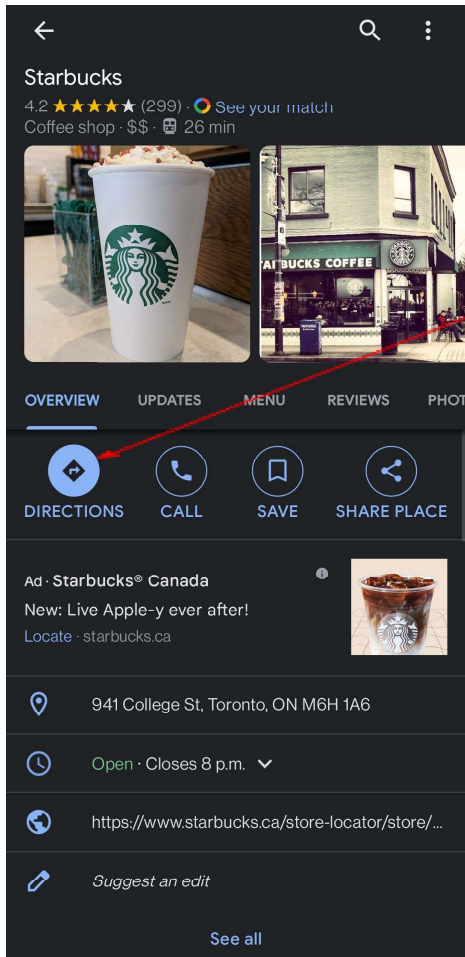 Starbucks
4.2 ★★★★★ (299) · See your match
Coffee shop · $$ · 26 min
STARBUCKS COFFEE
OVERVIEW UPDATES MENU REVIEWS PHOT
DIRECTIONS CALL SAVE SHARE PLACE
Ad · Starbucks® Canada
New: Live Apple-y ever after!
Locate · starbucks.ca
941 College St, Toronto, ON M6H 1A6
Open · Closes 8 p.m.
https://www.starbucks.ca/store-locator/store/...
Suggest an edit
See all